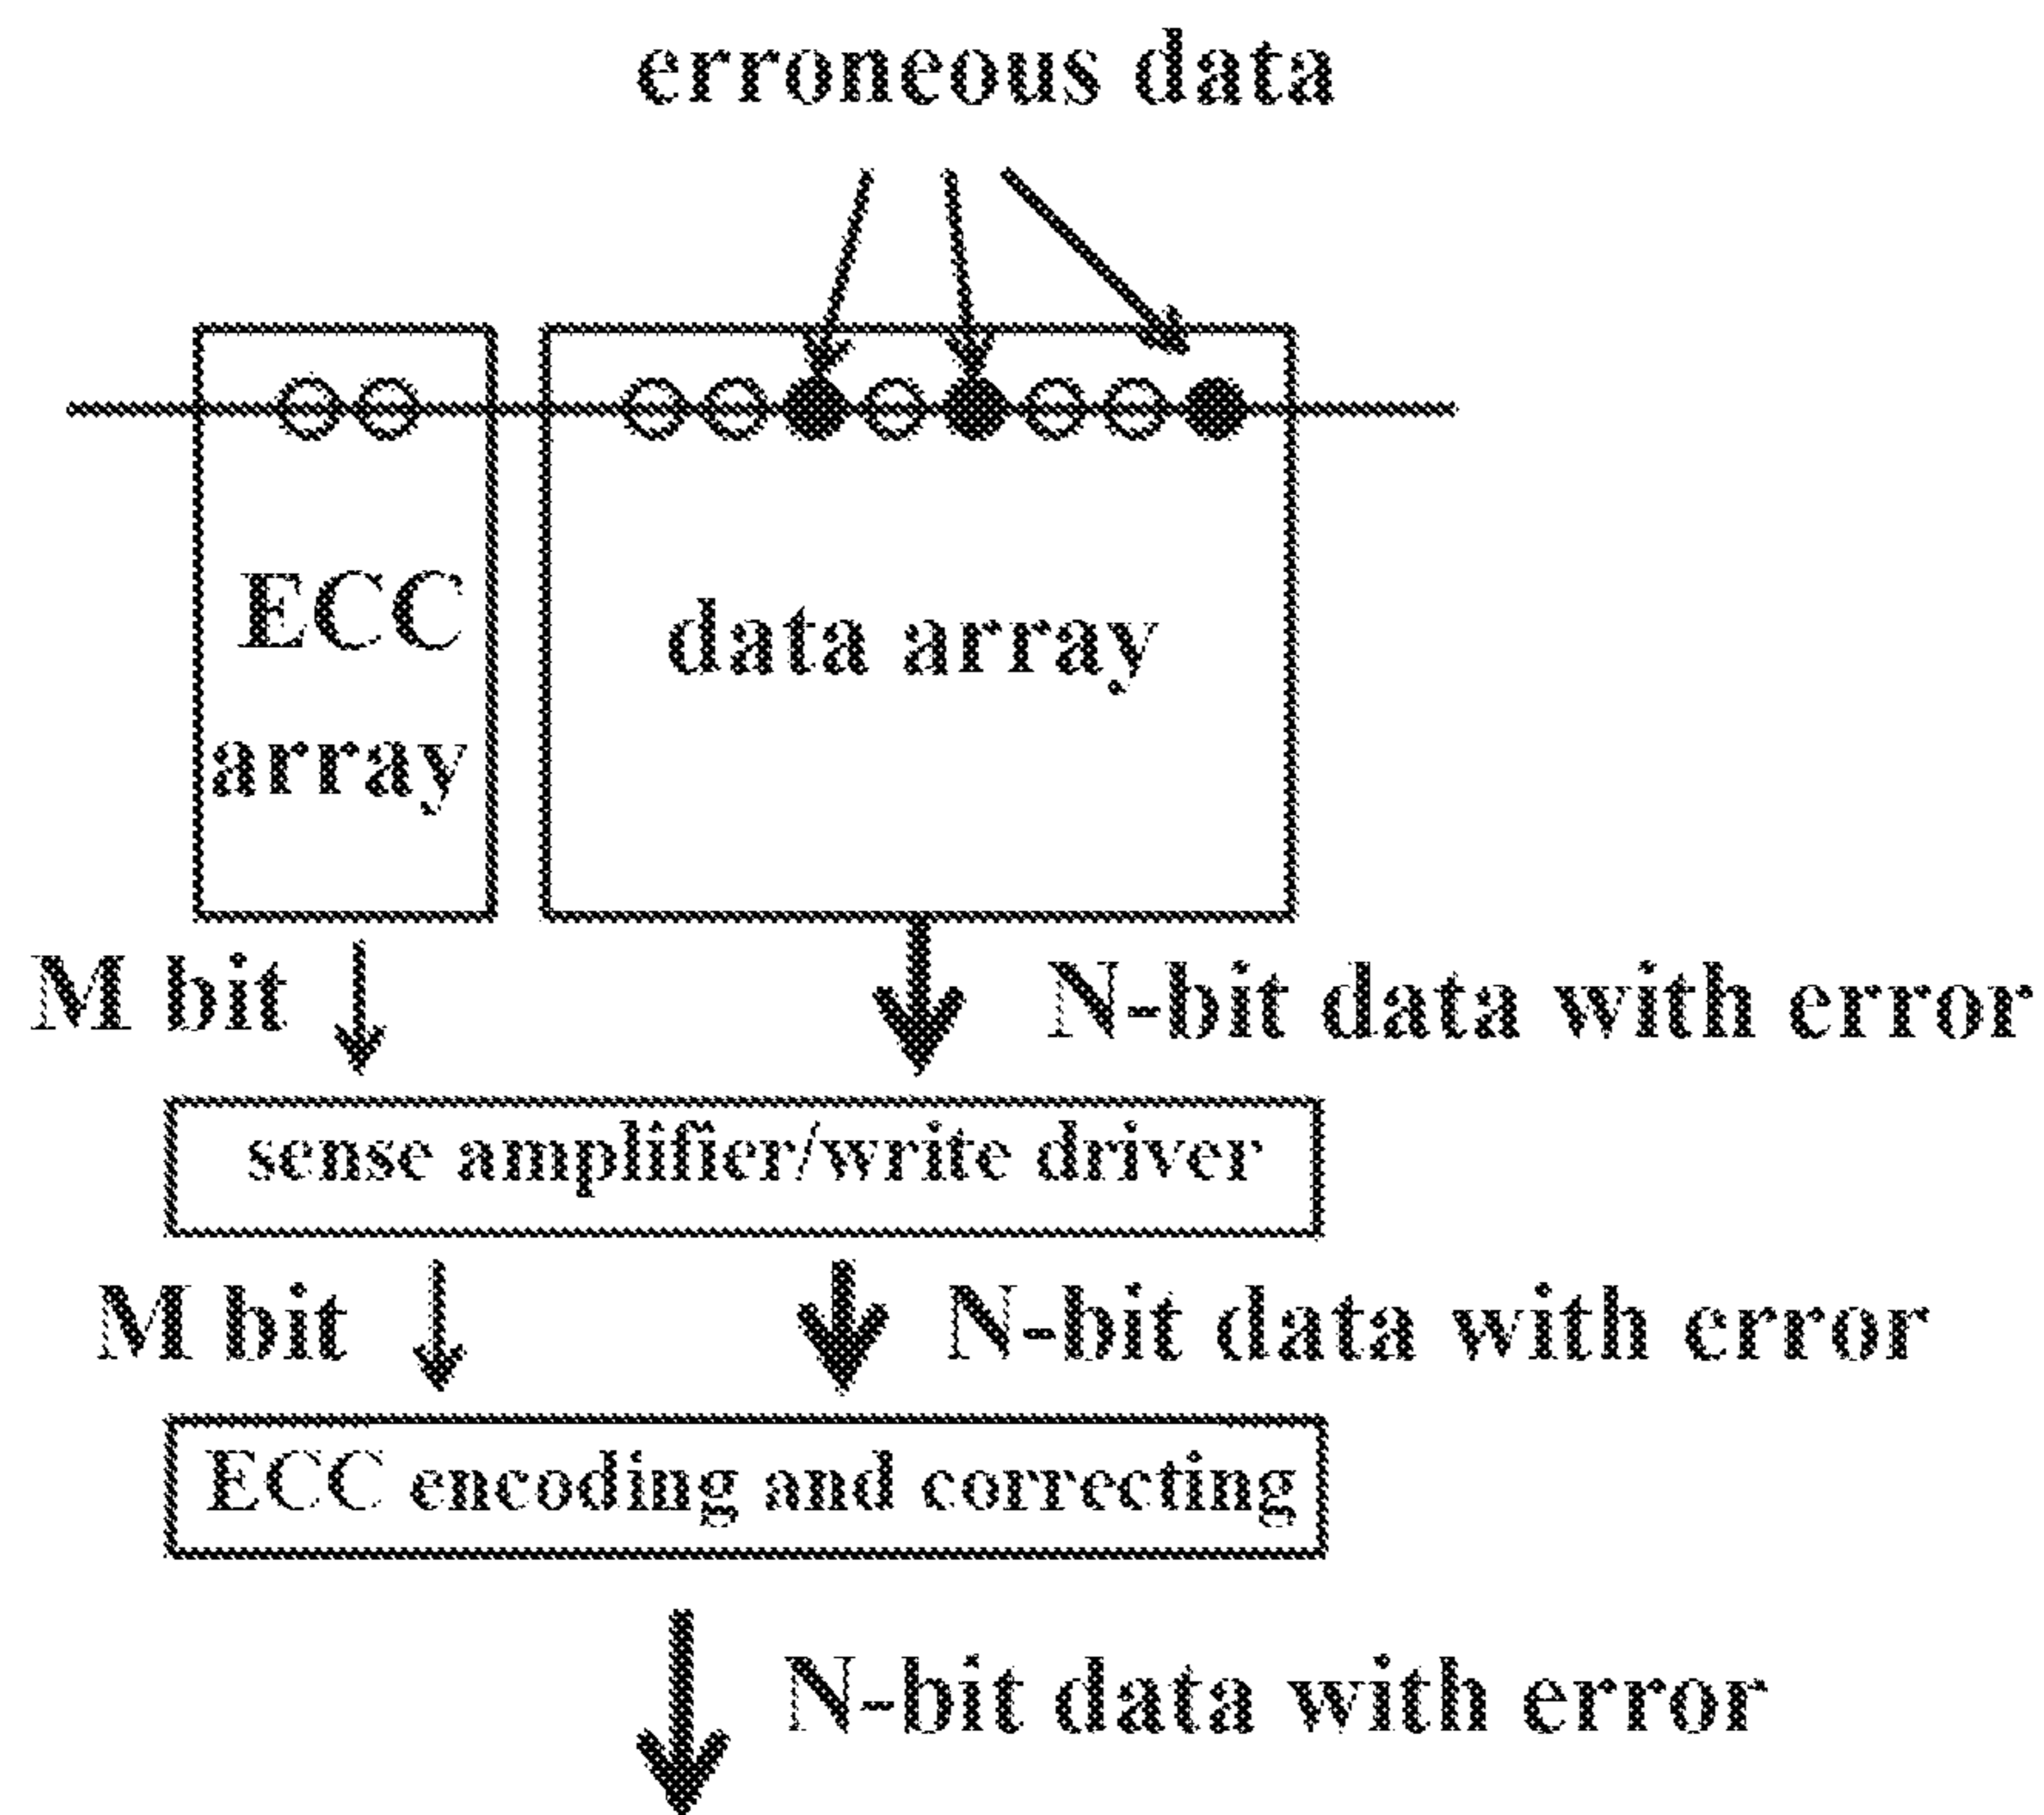 erroneous data
ECC
array
data array
M bit
N-bit data with error
sense amplifier/write driver
M bit
N-bit data with error
ECC encoding and correcting
N-bit data with error